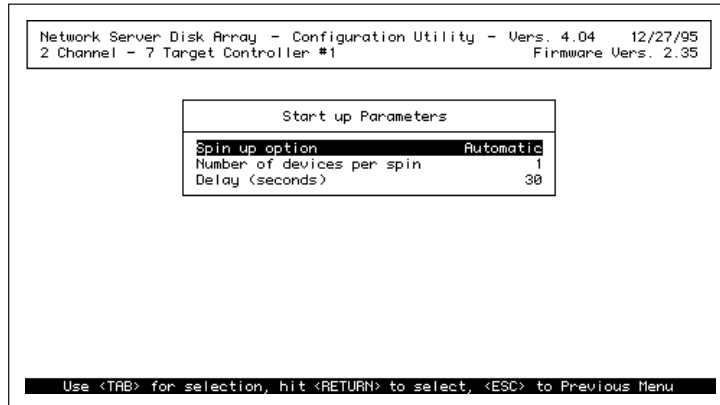 Network Server Disk Array - Configuration Utility - Vers. 4.04 12/27/95
2 Channel - 7 Target Controller #1 Firmware Vers. 2.35
Start up Parameters
Spin up option Automatic
Number of devices per spin 1
Delay (seconds) 30
Use <TAB> for selection, hit <RETURN> to select, <ESC> to Previous Menu